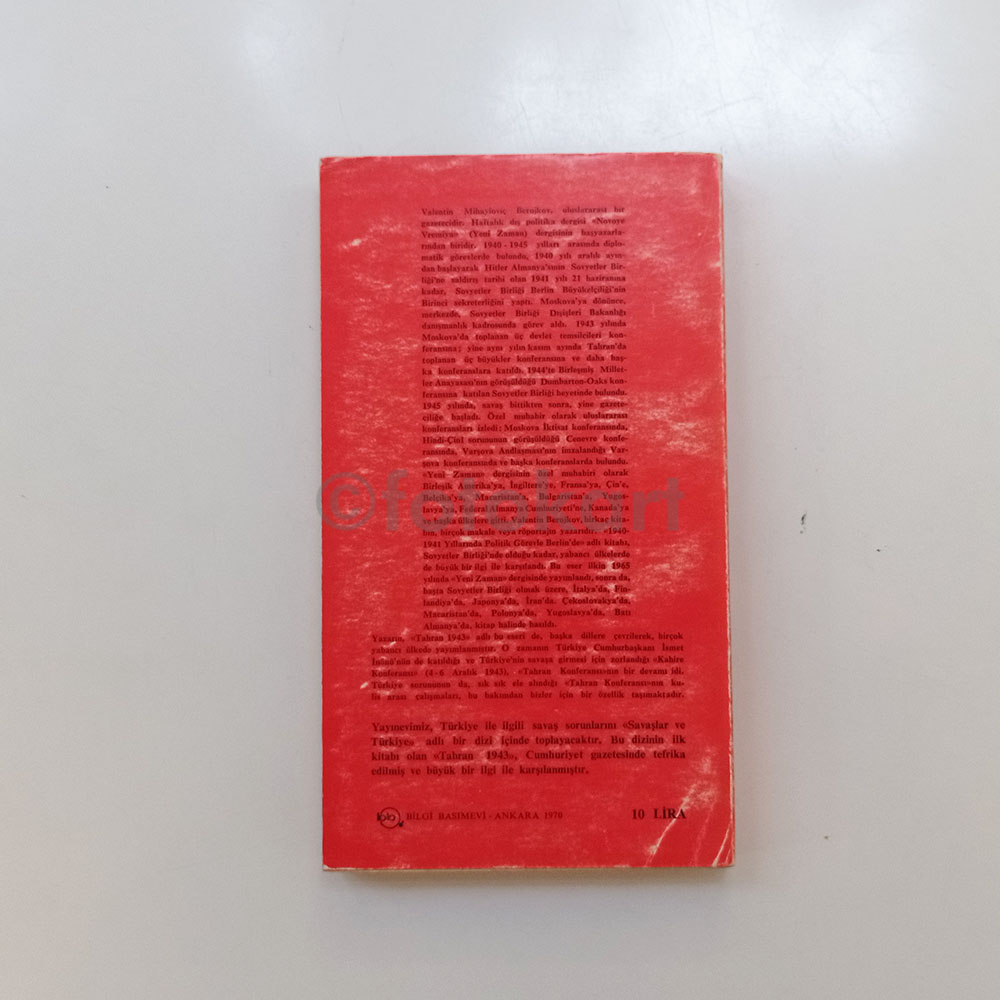 Valentin Mihayloviç Berejkov, uluslararası bir
gazetecidir. Haftalık dış politika dergisi «Novoye
Vremiya» (Yeni Zaman) dergisinin başyazarla-
rından biridir. 1940 - 1945 yılları arasında diplo-
matik görevlerde bulundu, 1940 yılı aralık ayın-
dan başlayarak Hitler Almanya'sının Sovyetler Bir-
liği'ne saldırış tarihi olan 1941 yılı 21 haziranına
kadar, Sovyetler Birliği Berlin Büyükelçiliği'nin
Birinci sekreterliğini yaptı. Moskova'ya dönünce,
merkezde, Sovyetler Birliği Dışişleri Bakanlığı
danışmanlık kadrosunda görev aldı. 1943 yılında
Moskova'da toplanan üç devlet temsilcileri kon-
feransına; yine aynı yılın kasım ayında Tahran'da
toplanan üç büyükler konferansına ve daha baş-
ka konferanslara katıldı. 1944'te Birleşmiş Millet-
ler Anayasası'nın görüşüldüğü Dumbarton-Oaks kon-
feransına katılan Sovyetler Birliği heyetinde bulundu.
1945 yılında, savaş bittikten sonra, yine gazete-
ciliğe başladı. Özel muhabir olarak uluslararası
konferansları izledi: Moskova İktisat konferansında,
Hindi-Çini sorununun görüşüldüğü Cenevre konfe-
ransında, Varşova Andlaşması'nın imzalandığı Var-
şova konferansında ve başka konferanslarda bulundu.
«Yeni Zaman» dergisinin özel muhabiri olarak
Birleşik Amerika'ya, İngiltere'ye, Fransa'ya, Çin'e,
Belçika'ya, Macaristan'a, Bulgaristan'a, Yugos-
lavya'ya, Federal Almanya Cumhuriyeti'ne, Kanada'ya
ve başka ülkelere gitti. Valentin Berejkov, birkaç kita-
bın, birçok makale veya röportajın yazarıdır. «1940-
1941 Yıllarında Politik Görevle Berlin'de» adlı kitabı,
Sovyetler Birliği'nde olduğu kadar, yabancı ülkelerde
de büyük bir ilgi ile karşılandı. Bu eser ilkin 1965
yılında «Yeni Zaman» dergisinde yayımlandı, sonra da,
başta Sovyetler Birliği olmak üzere, İtalya'da, Fin-
landiya'da, Japonya'da, İran'da, Çekoslovakya'da,
Macaristan'da, Polonya'da, Yugoslavya'da, Batı
Almanya'da, kitap halinde basıldı.
Yazarın, «Tahran 1943» adlı bu eseri de, başka dillere çevrilerek, birçok
yabancı ülkede yayımlanmıştır. O zamanın Türkiye Cumhurbaşkanı İsmet
İnönü'nün de katıldığı ve Türkiye'nin savaşa girmesi için zorlandığı «Kahire
Konferansı» (4 - 6 Aralık 1943), «Tahran Konferansı»nın bir devamı idi.
Türkiye sorununun da, sık sık ele alındığı «Tahran Konferansı»nın ku-
lis arası çalışmaları, bu bakımdan bizler için bir özellik taşımaktadır.
Yayınevimiz, Türkiye ile ilgili savaş sorunlarını «Savaşlar ve
Türkiye» adlı bir dizi içinde toplayacaktır. Bu dizinin ilk
kitabı olan «Tahran 1943», Cumhuriyet gazetesinde tefrika
edilmiş ve büyük bir ilgi ile karşılanmıştır.
BİLGİ BASIMEVİ - ANKARA 1970 10 LİRA